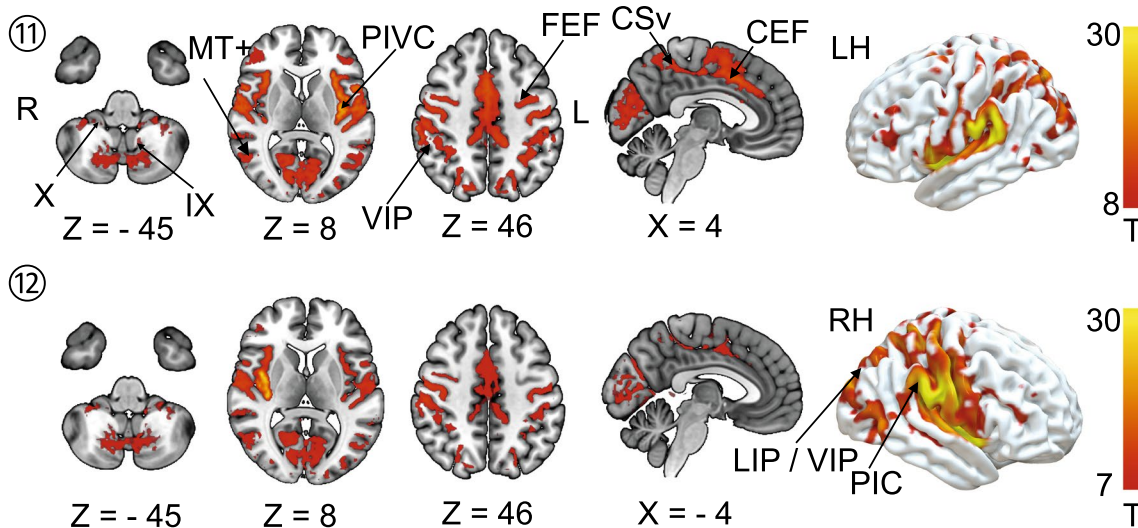 ⑪
R
MT+
PIVC
FEF
CSv
CEF
LH
30
L
X
IX
VIP
8
T
Z = - 45
Z = 8
Z = 46
X = 4
⑫
RH
30
LIP / VIP
PIC
7
T
Z = - 45
Z = 8
Z = 46
X = - 4